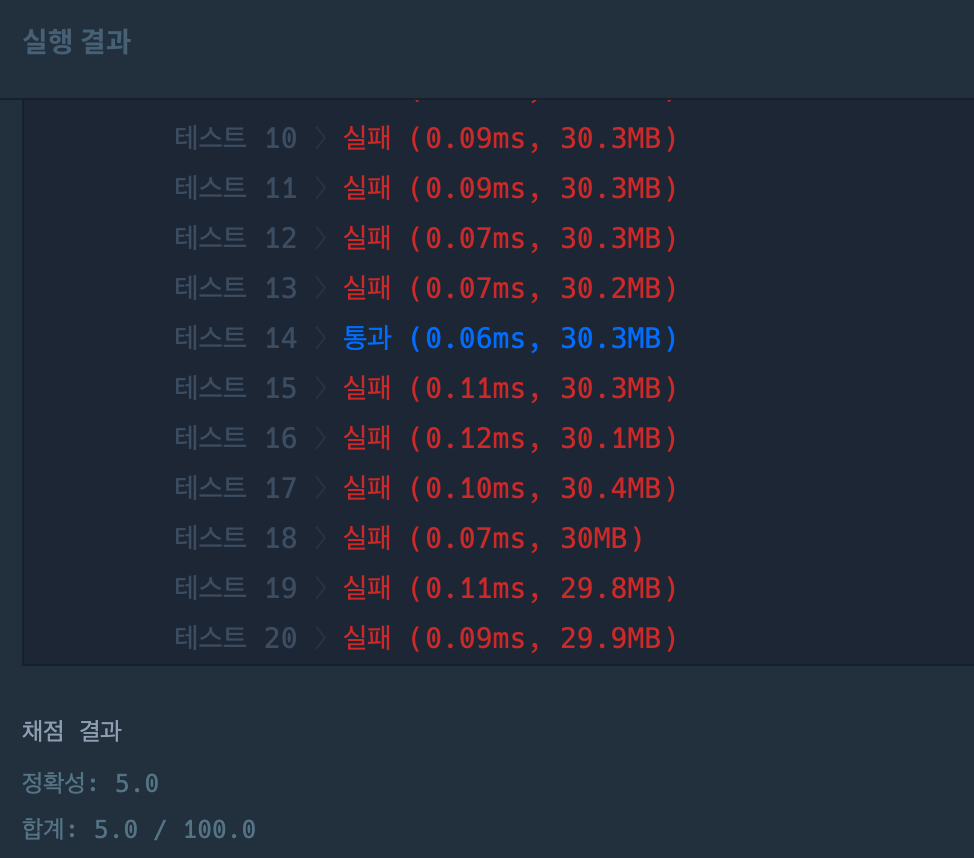 실행 결과
테스트 10 〉 실패 (0.09ms, 30.3MB)
테스트 11 〉 실패 (0.09ms, 30.3MB)
테스트 12 〉 실패 (0.07ms, 30.3MB)
테스트 13 〉 실패 (0.07ms, 30.2MB)
테스트 14 〉 통과 (0.06ms, 30.3MB)
테스트 15 〉 실패 (0.11ms, 30.3MB)
테스트 16 〉 실패 (0.12ms, 30.1MB)
테스트 17 〉 실패 (0.10ms, 30.4MB)
테스트 18 〉 실패 (0.07ms, 30MB)
테스트 19 〉 실패 (0.11ms, 29.8MB)
테스트 20 〉 실패 (0.09ms, 29.9MB)
채점 결과
정확성: 5.0
합계: 5.0 / 100.0